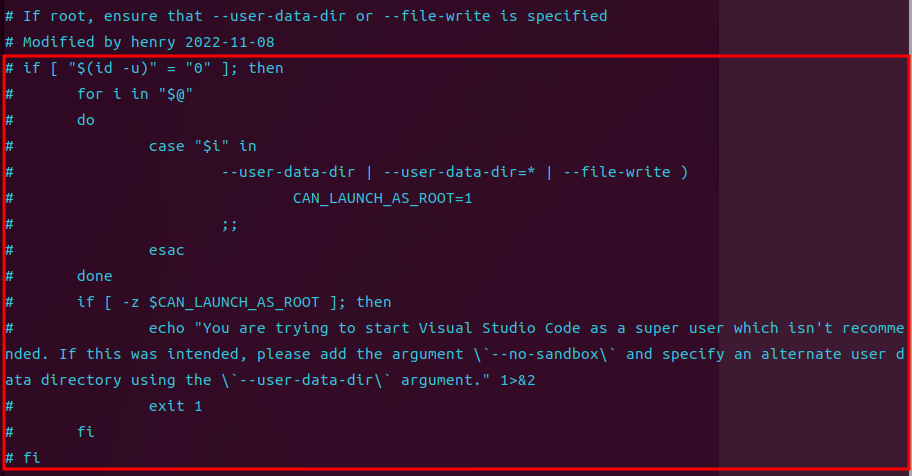 # If root, ensure that --user-data-dir or --file-write is specified
# Modified by henry 2022-11-08
# if [ "$(id -u)" = "0" ]; then
#       for i in "$@"
#       do
#               case "$i" in
#                       --user-data-dir | --user-data-dir=* | --file-write )
#                               CAN_LAUNCH_AS_ROOT=1
#                       ;;
#               esac
#       done
#       if [ -z $CAN_LAUNCH_AS_ROOT ]; then
#               echo "You are trying to start Visual Studio Code as a super user which isn't recomme
nded. If this was intended, please add the argument \`--no-sandbox\` and specify an alternate user d
ata directory using the \`--user-data-dir\` argument." 1>&2
#               exit 1
#       fi
# fi